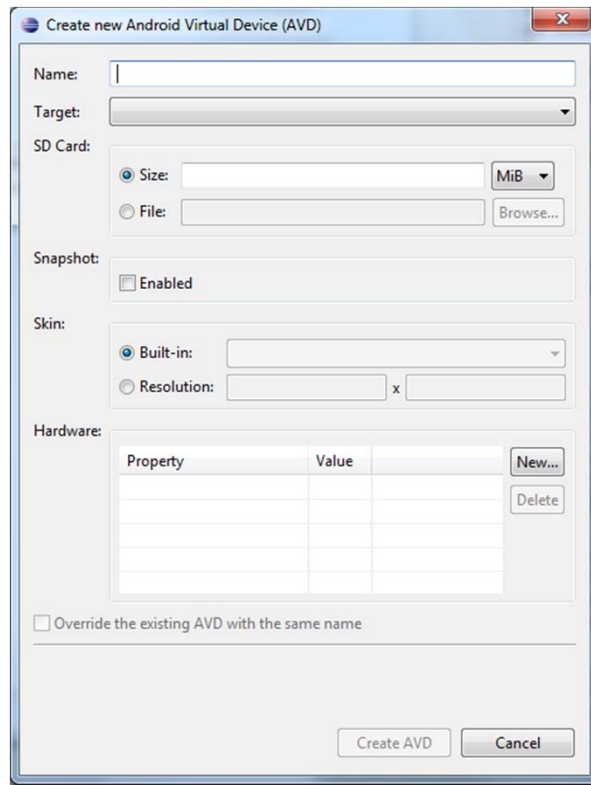 Create new Android Virtual Device (AVD)
Name:
Target:
SD Card:
Size:
MiB
File:
Browse...
Snapshot:
Enabled
Skin:
Built-in:
Resolution:
x
Hardware:
Property Value
New...
Delete
Override the existing AVD with the same name
Create AVD
Cancel